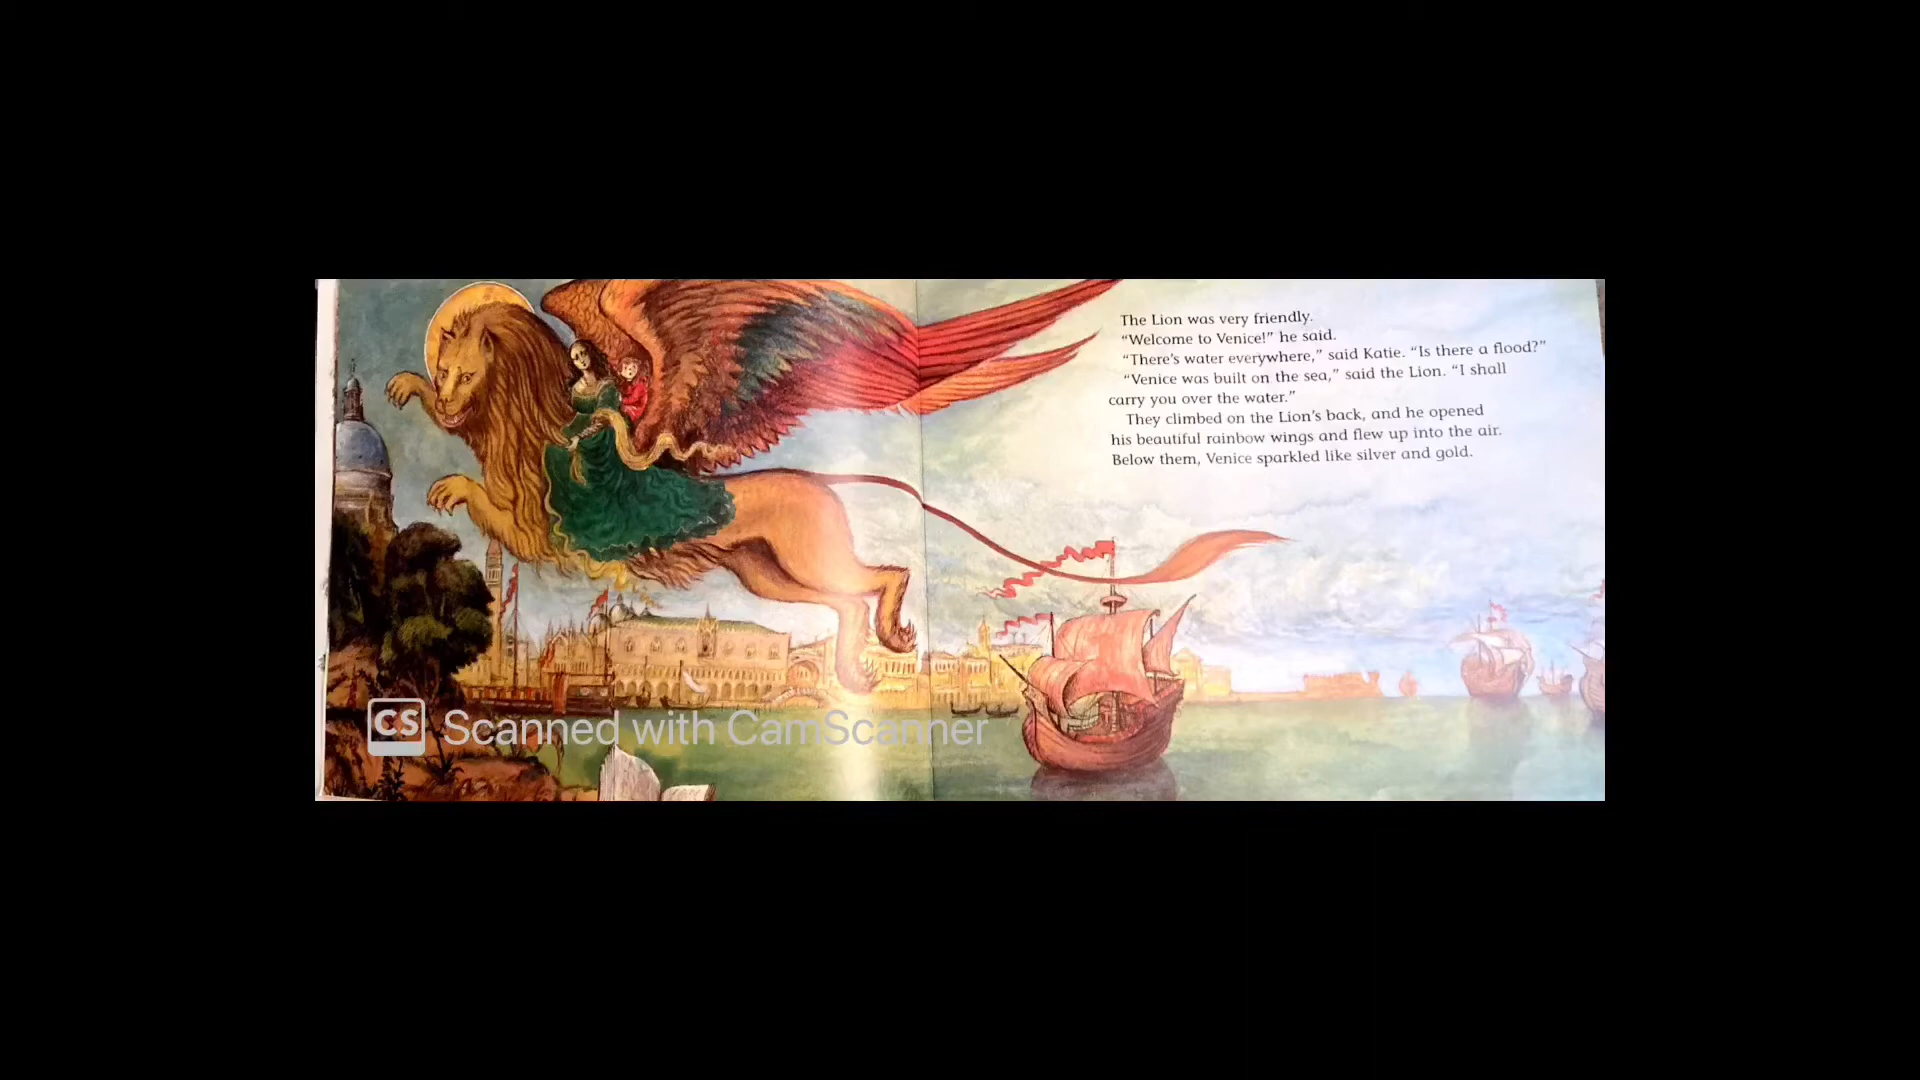 The Lion was very friendly.
“Welcome to Venice!” he said.
“There’s water everywhere,” said Katie. “Is there a flood?”
“Venice was built on the sea,” said the Lion. “I shall
carry you over the water.”
They climbed on the Lion’s back, and he opened
his beautiful rainbow wings and flew up into the air.
Below them, Venice sparkled like silver and gold.
CS Scanned with CamScanner